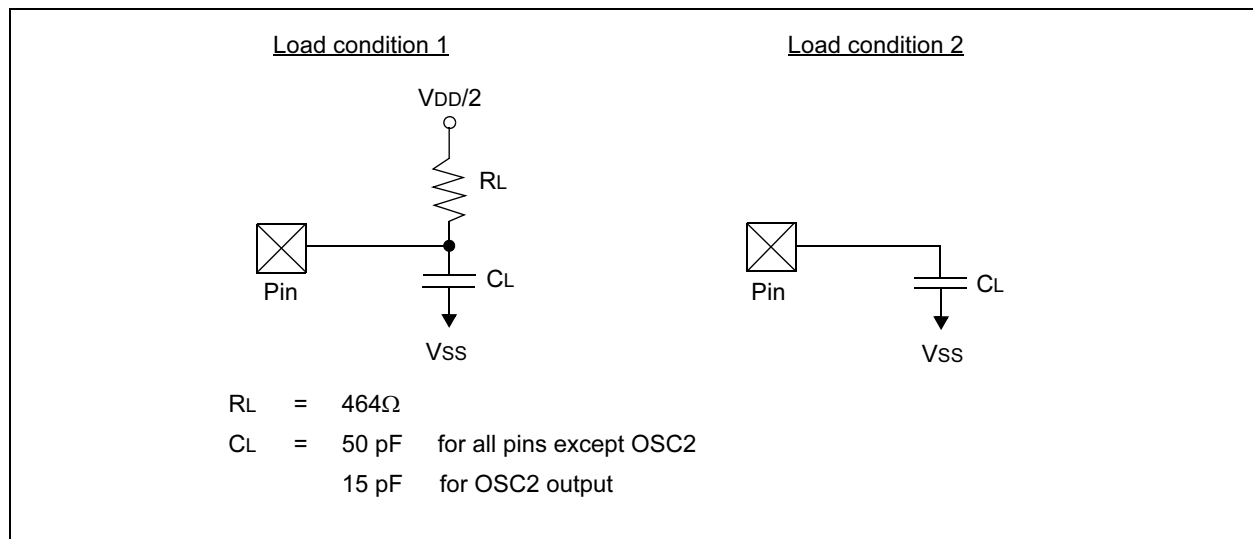 Load condition 1
Load condition 2
VDD/2
RL
Pin
CL
VSS
Pin
CL
VSS
RL = 464Ω
CL = 50 pF for all pins except OSC2
15 pF for OSC2 output